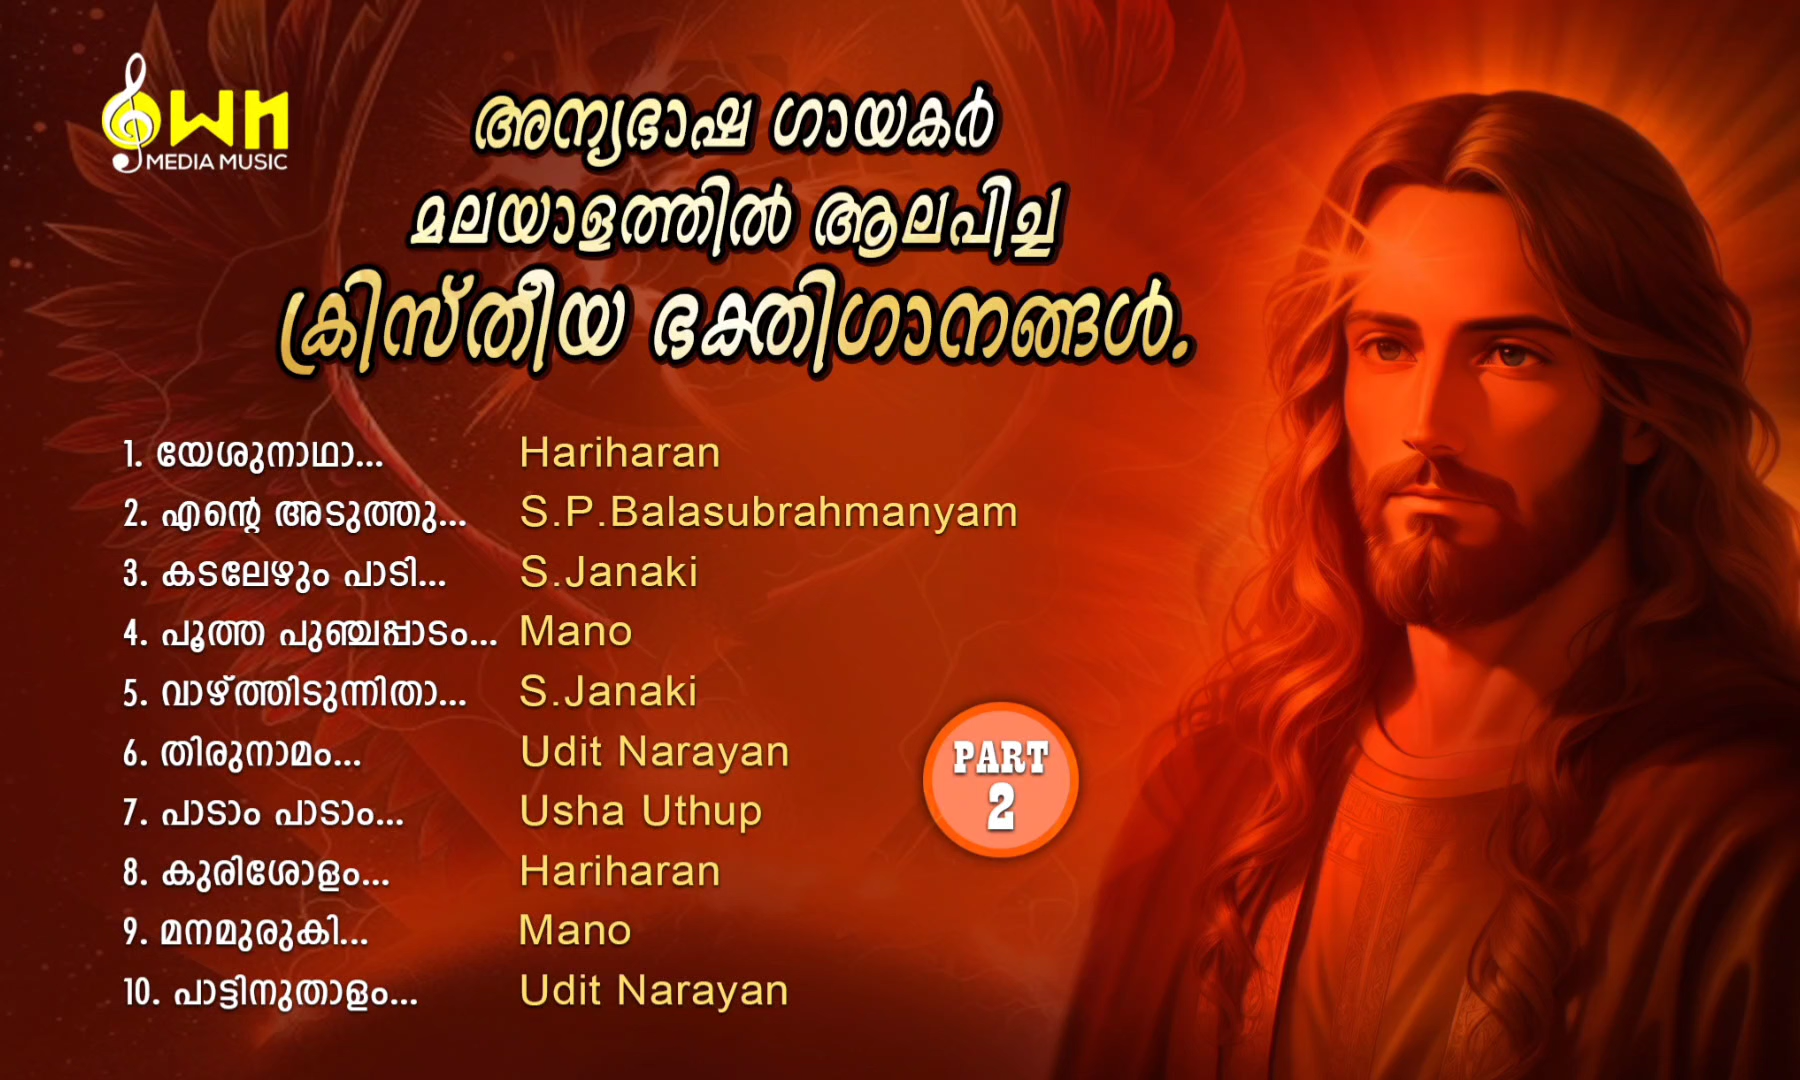 OWN
MEDIA MUSIC
അന്യഭാഷ ഗായകർ
മലയാളത്തിൽ ആലപിച്ച
ക്രിസ്തീയ ഭക്തിഗാനങ്ങൾ.
1. യേശുനാഥാ... Hariharan
2. എന്റെ അടുത്തു... S.P.Balasubrahmanyam
3. കടലേഴും പാടി... S.Janaki
4. പൂത്ത പുഞ്ചപ്പാടം... Mano
5. വാഴ്ത്തിടുന്നിതാ... S.Janaki
6. തിരുനാമം... Udit Narayan
7. പാടാം പാടാം... Usha Uthup
8. കുരിശോളം... Hariharan
9. മനമുരുകി... Mano
10. പാട്ടിനുതാളം... Udit Narayan
PART
2